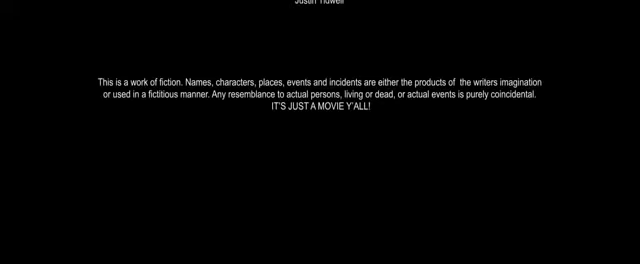 Justin Tidwell
This is a work of fiction. Names, characters, places, events and incidents are either the products of the writers imagination
or used in a fictitious manner. Any resemblance to actual persons, living or dead, or actual events is purely coincidental.
IT'S JUST A MOVIE Y'ALL!